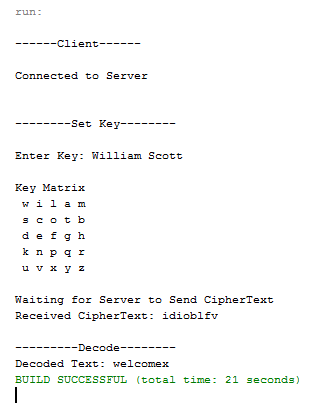 run:
------Client------
Connected to Server
--------Set Key--------
Enter Key: William Scott
Key Matrix
w i l a m
s c o t b
d e f g h
k n p q r
u v x y z
Waiting for Server to Send CipherText
Received CipherText: idioblfv
---------Decode--------
Decoded Text: welcomex
BUILD SUCCESSFUL (total time: 21 seconds)